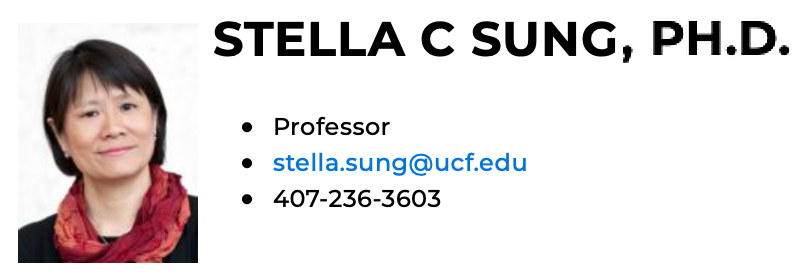 STELLA C SUNG, PH.D.
Professor
stella.sung@ucf.edu
407-236-3603